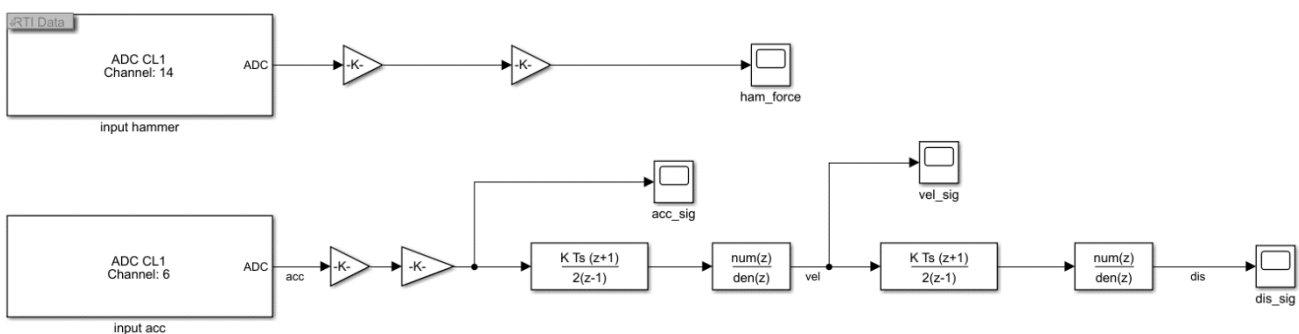 RTI Data
ADC CL1
Channel: 14
ADC
-K-
-K-
ham_force
input hammer
acc_sig
vel_sig
ADC CL1
Channel: 6
ADC
acc
-K-
-K-
K Ts (z+1)
2(z-1)
num(z)
den(z)
vel
K Ts (z+1)
2(z-1)
num(z)
den(z)
dis
dis_sig
input acc